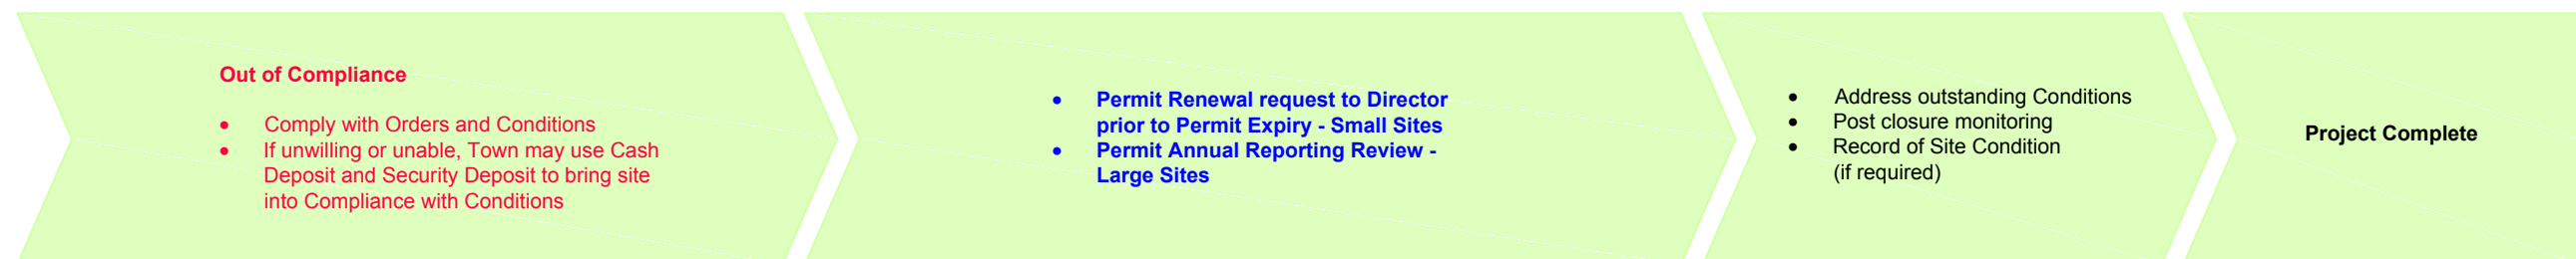 Out of Compliance
• Comply with Orders and Conditions
• If unwilling or unable, Town may use Cash
Deposit and Security Deposit to bring site
into Compliance with Conditions
• Permit Renewal request to Director
prior to Permit Expiry - Small Sites
• Permit Annual Reporting Review -
Large Sites
• Address outstanding Conditions
• Post closure monitoring
• Record of Site Condition
(if required)
Project Complete